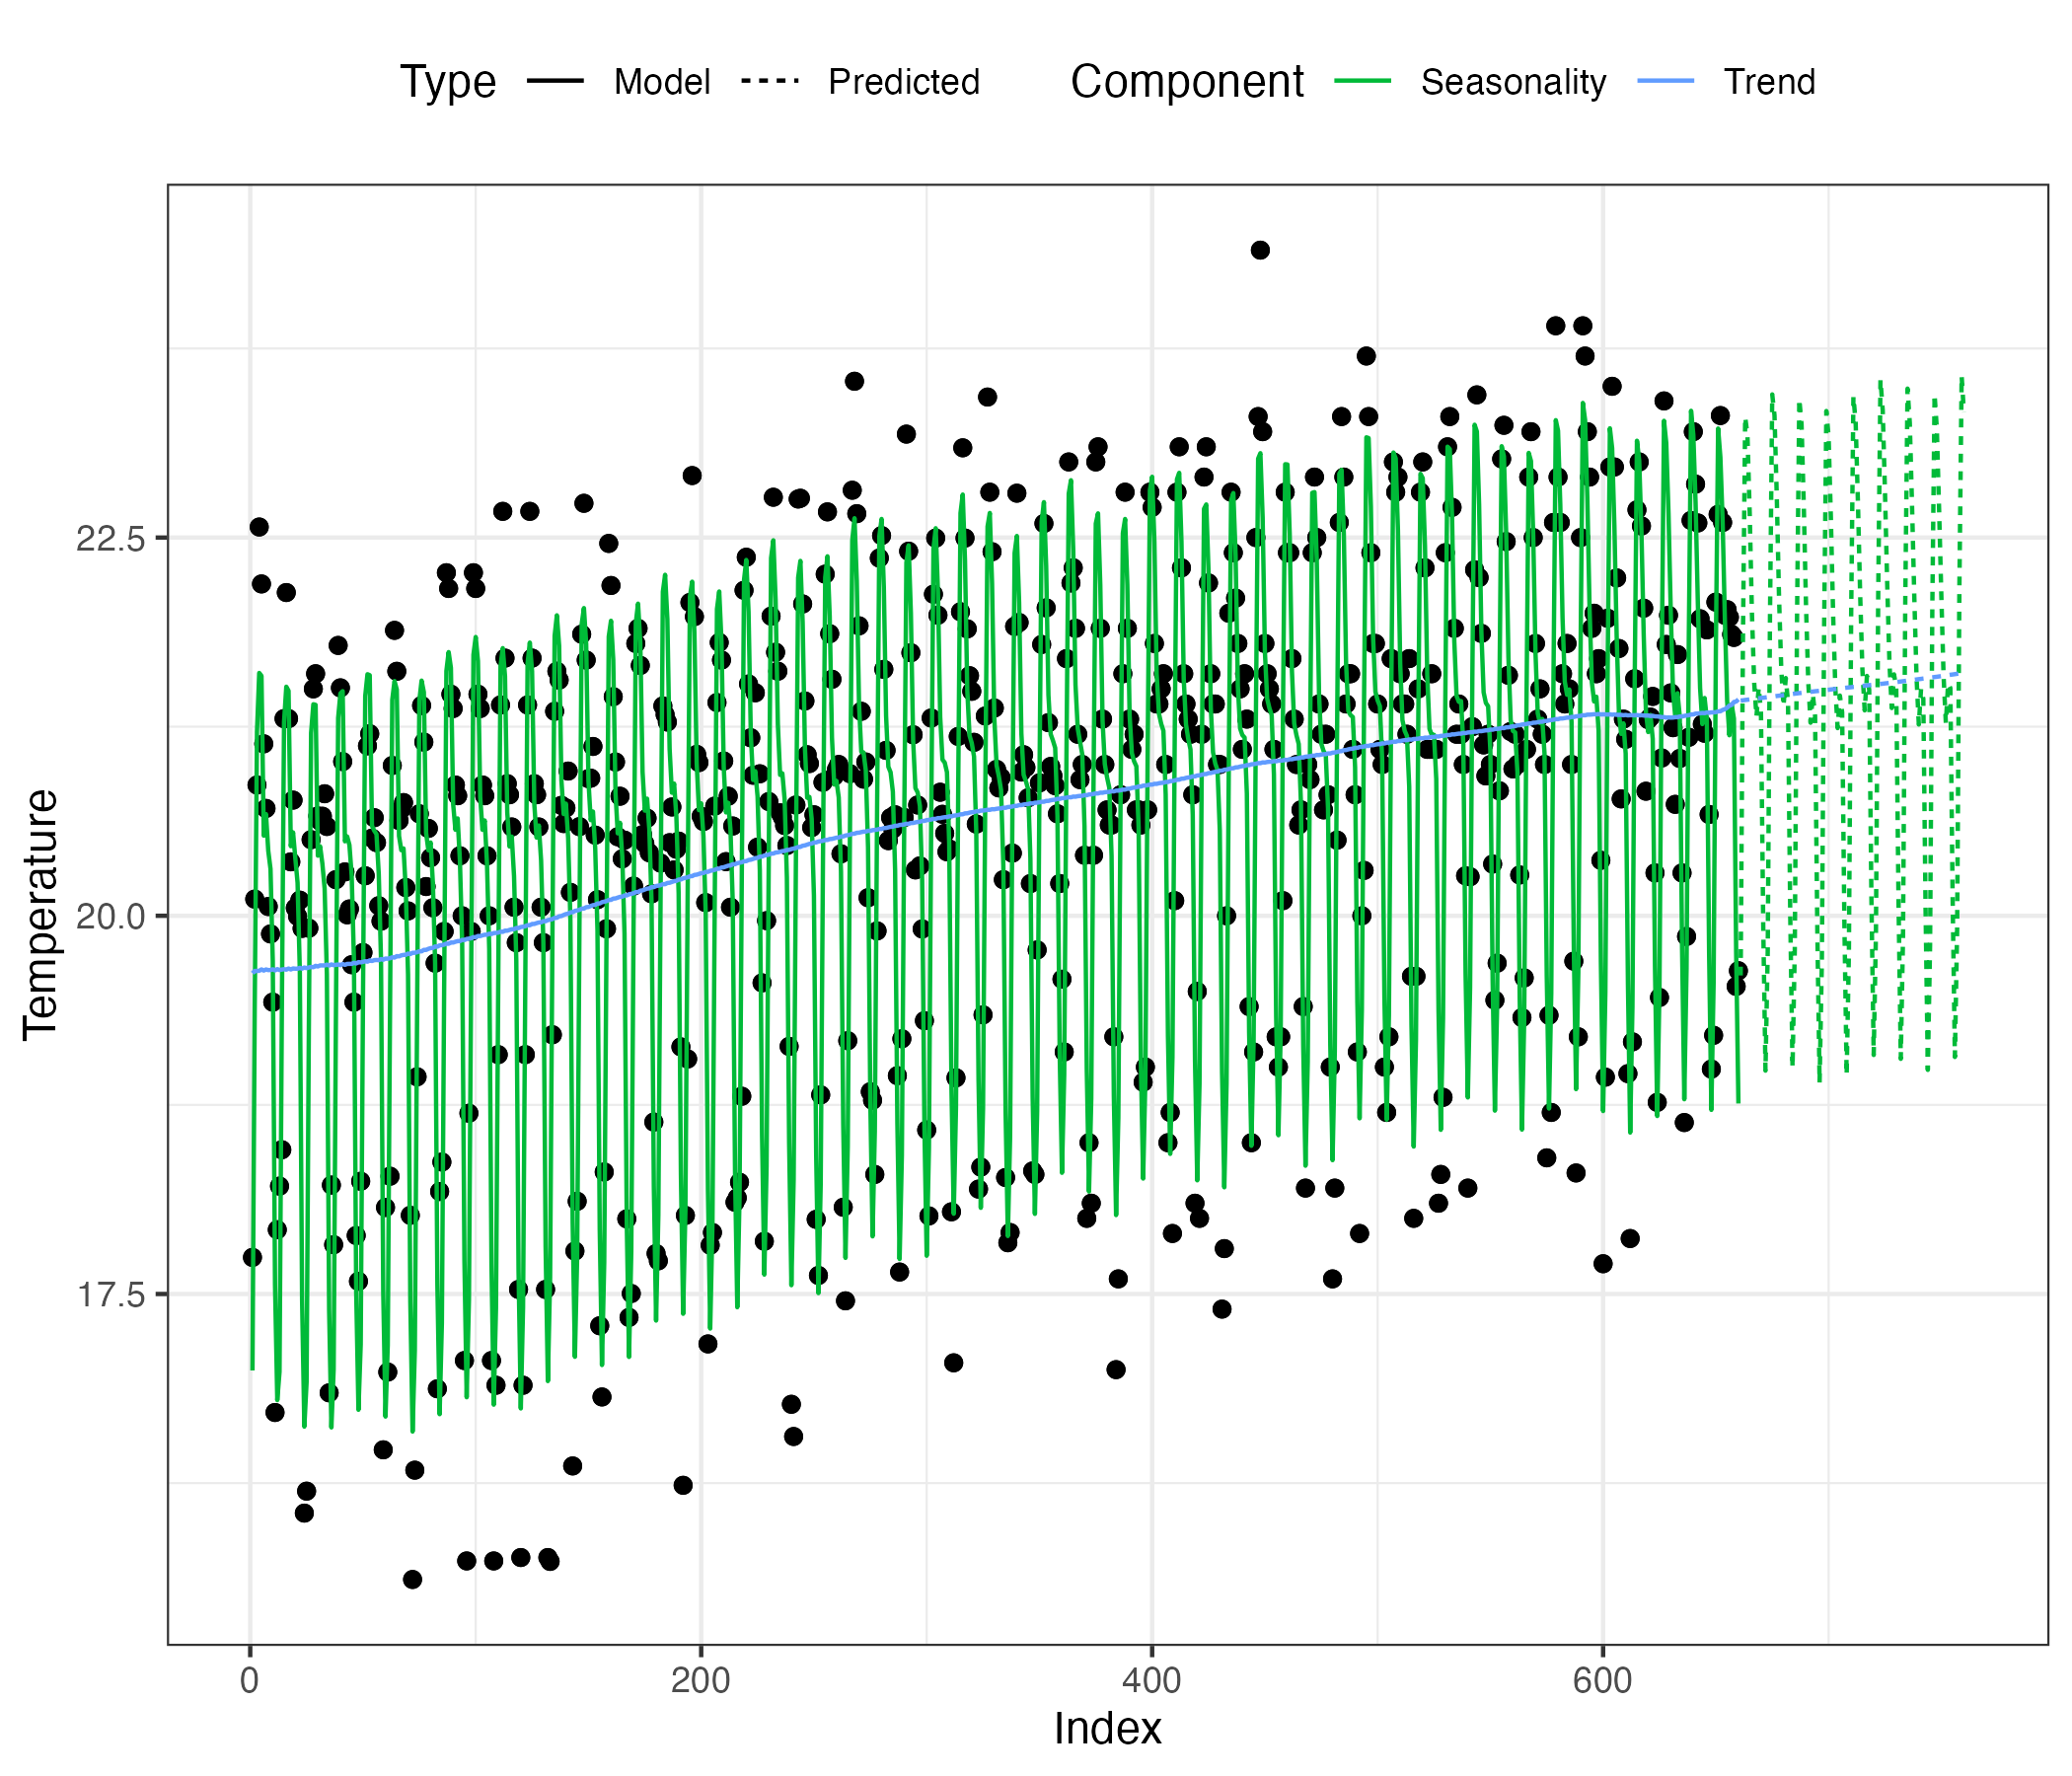 Type Model Predicted Component Seasonality Trend
22.5
20.0
17.5
Temperature
0 200 400 600
Index